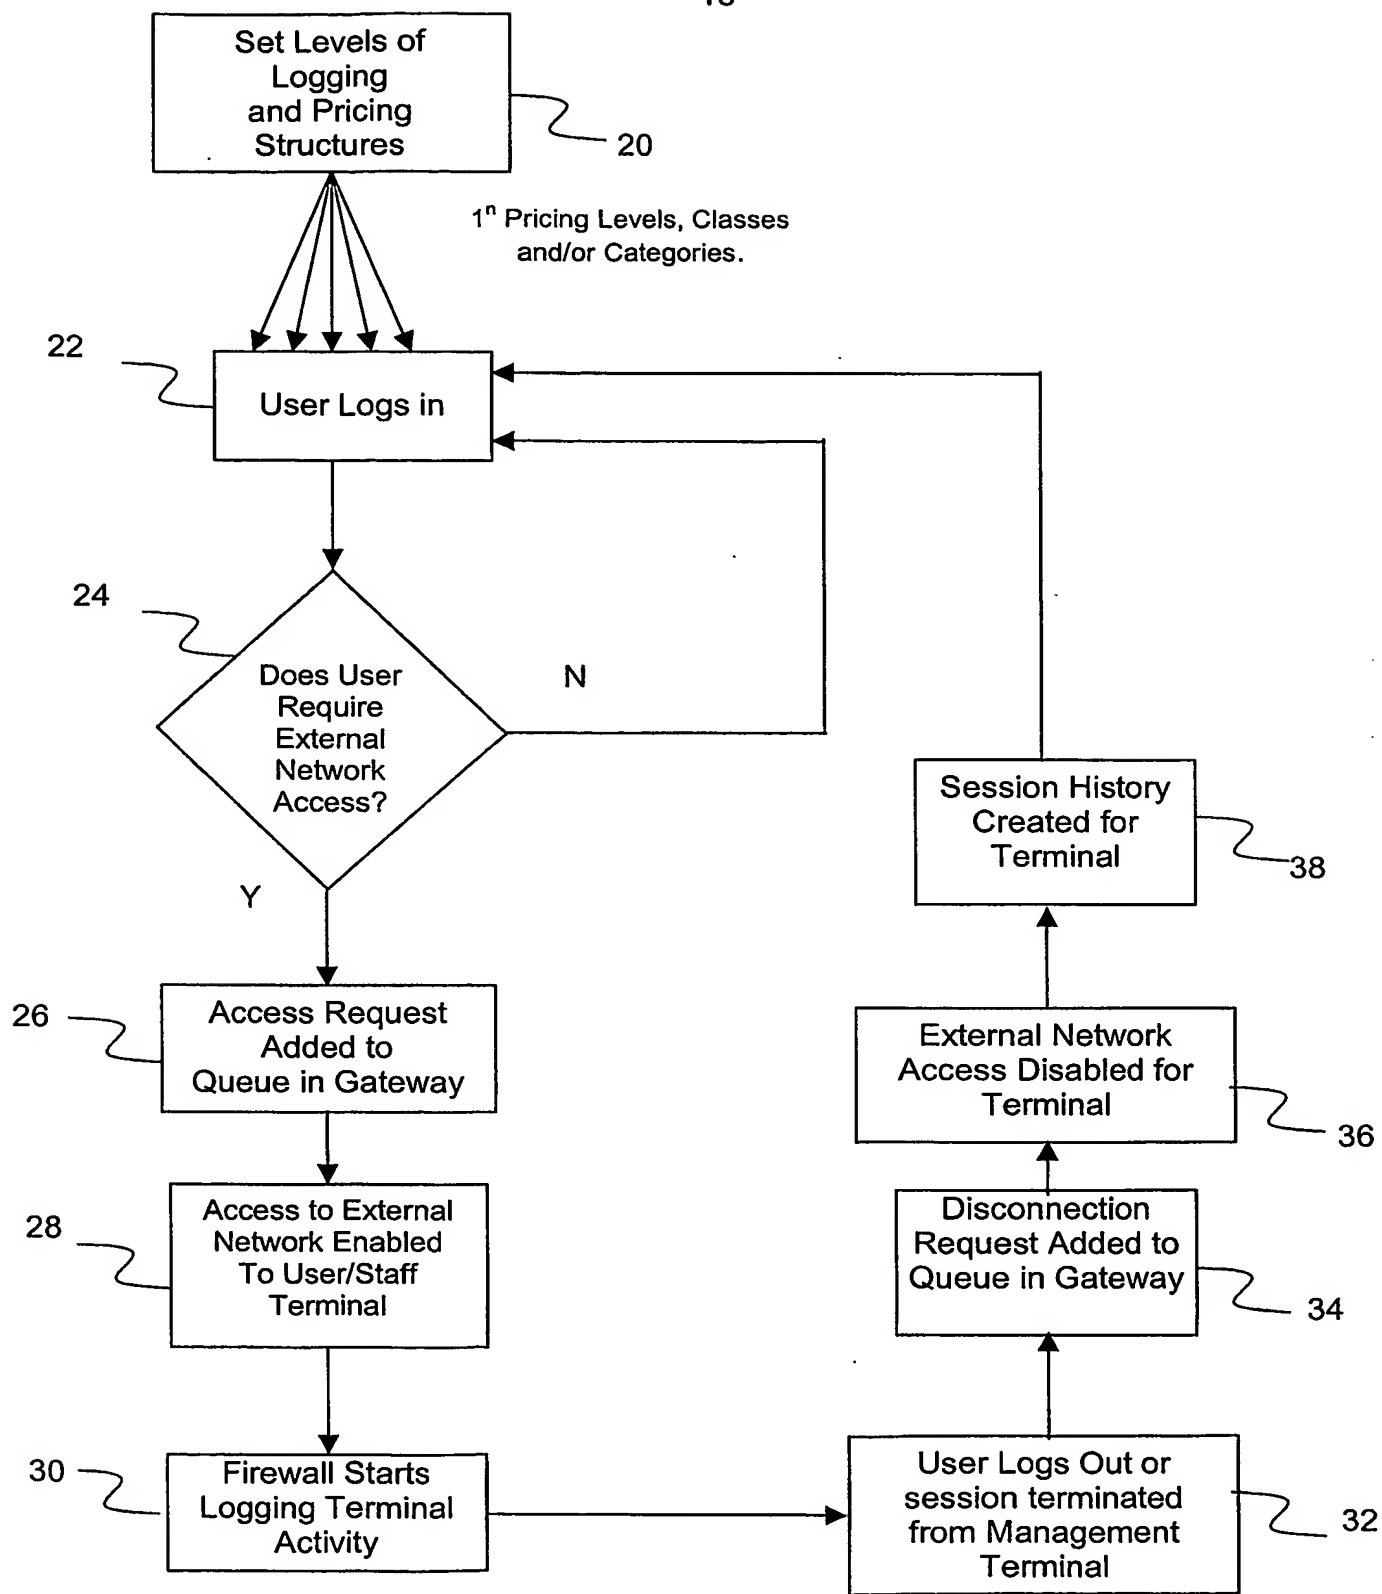 Set Levels of
Logging
and Pricing
Structures
20
1ⁿ Pricing Levels, Classes
and/or Categories.
22
User Logs in
24
Does User
Require
External
Network
Access?
N
Y
26
Access Request
Added to
Queue in Gateway
28
Access to External
Network Enabled
To User/Staff
Terminal
30
Firewall Starts
Logging Terminal
Activity
User Logs Out or
session terminated
from Management
Terminal
32
Disconnection
Request Added to
Queue in Gateway
34
External Network
Access Disabled for
Terminal
36
Session History
Created for
Terminal
38